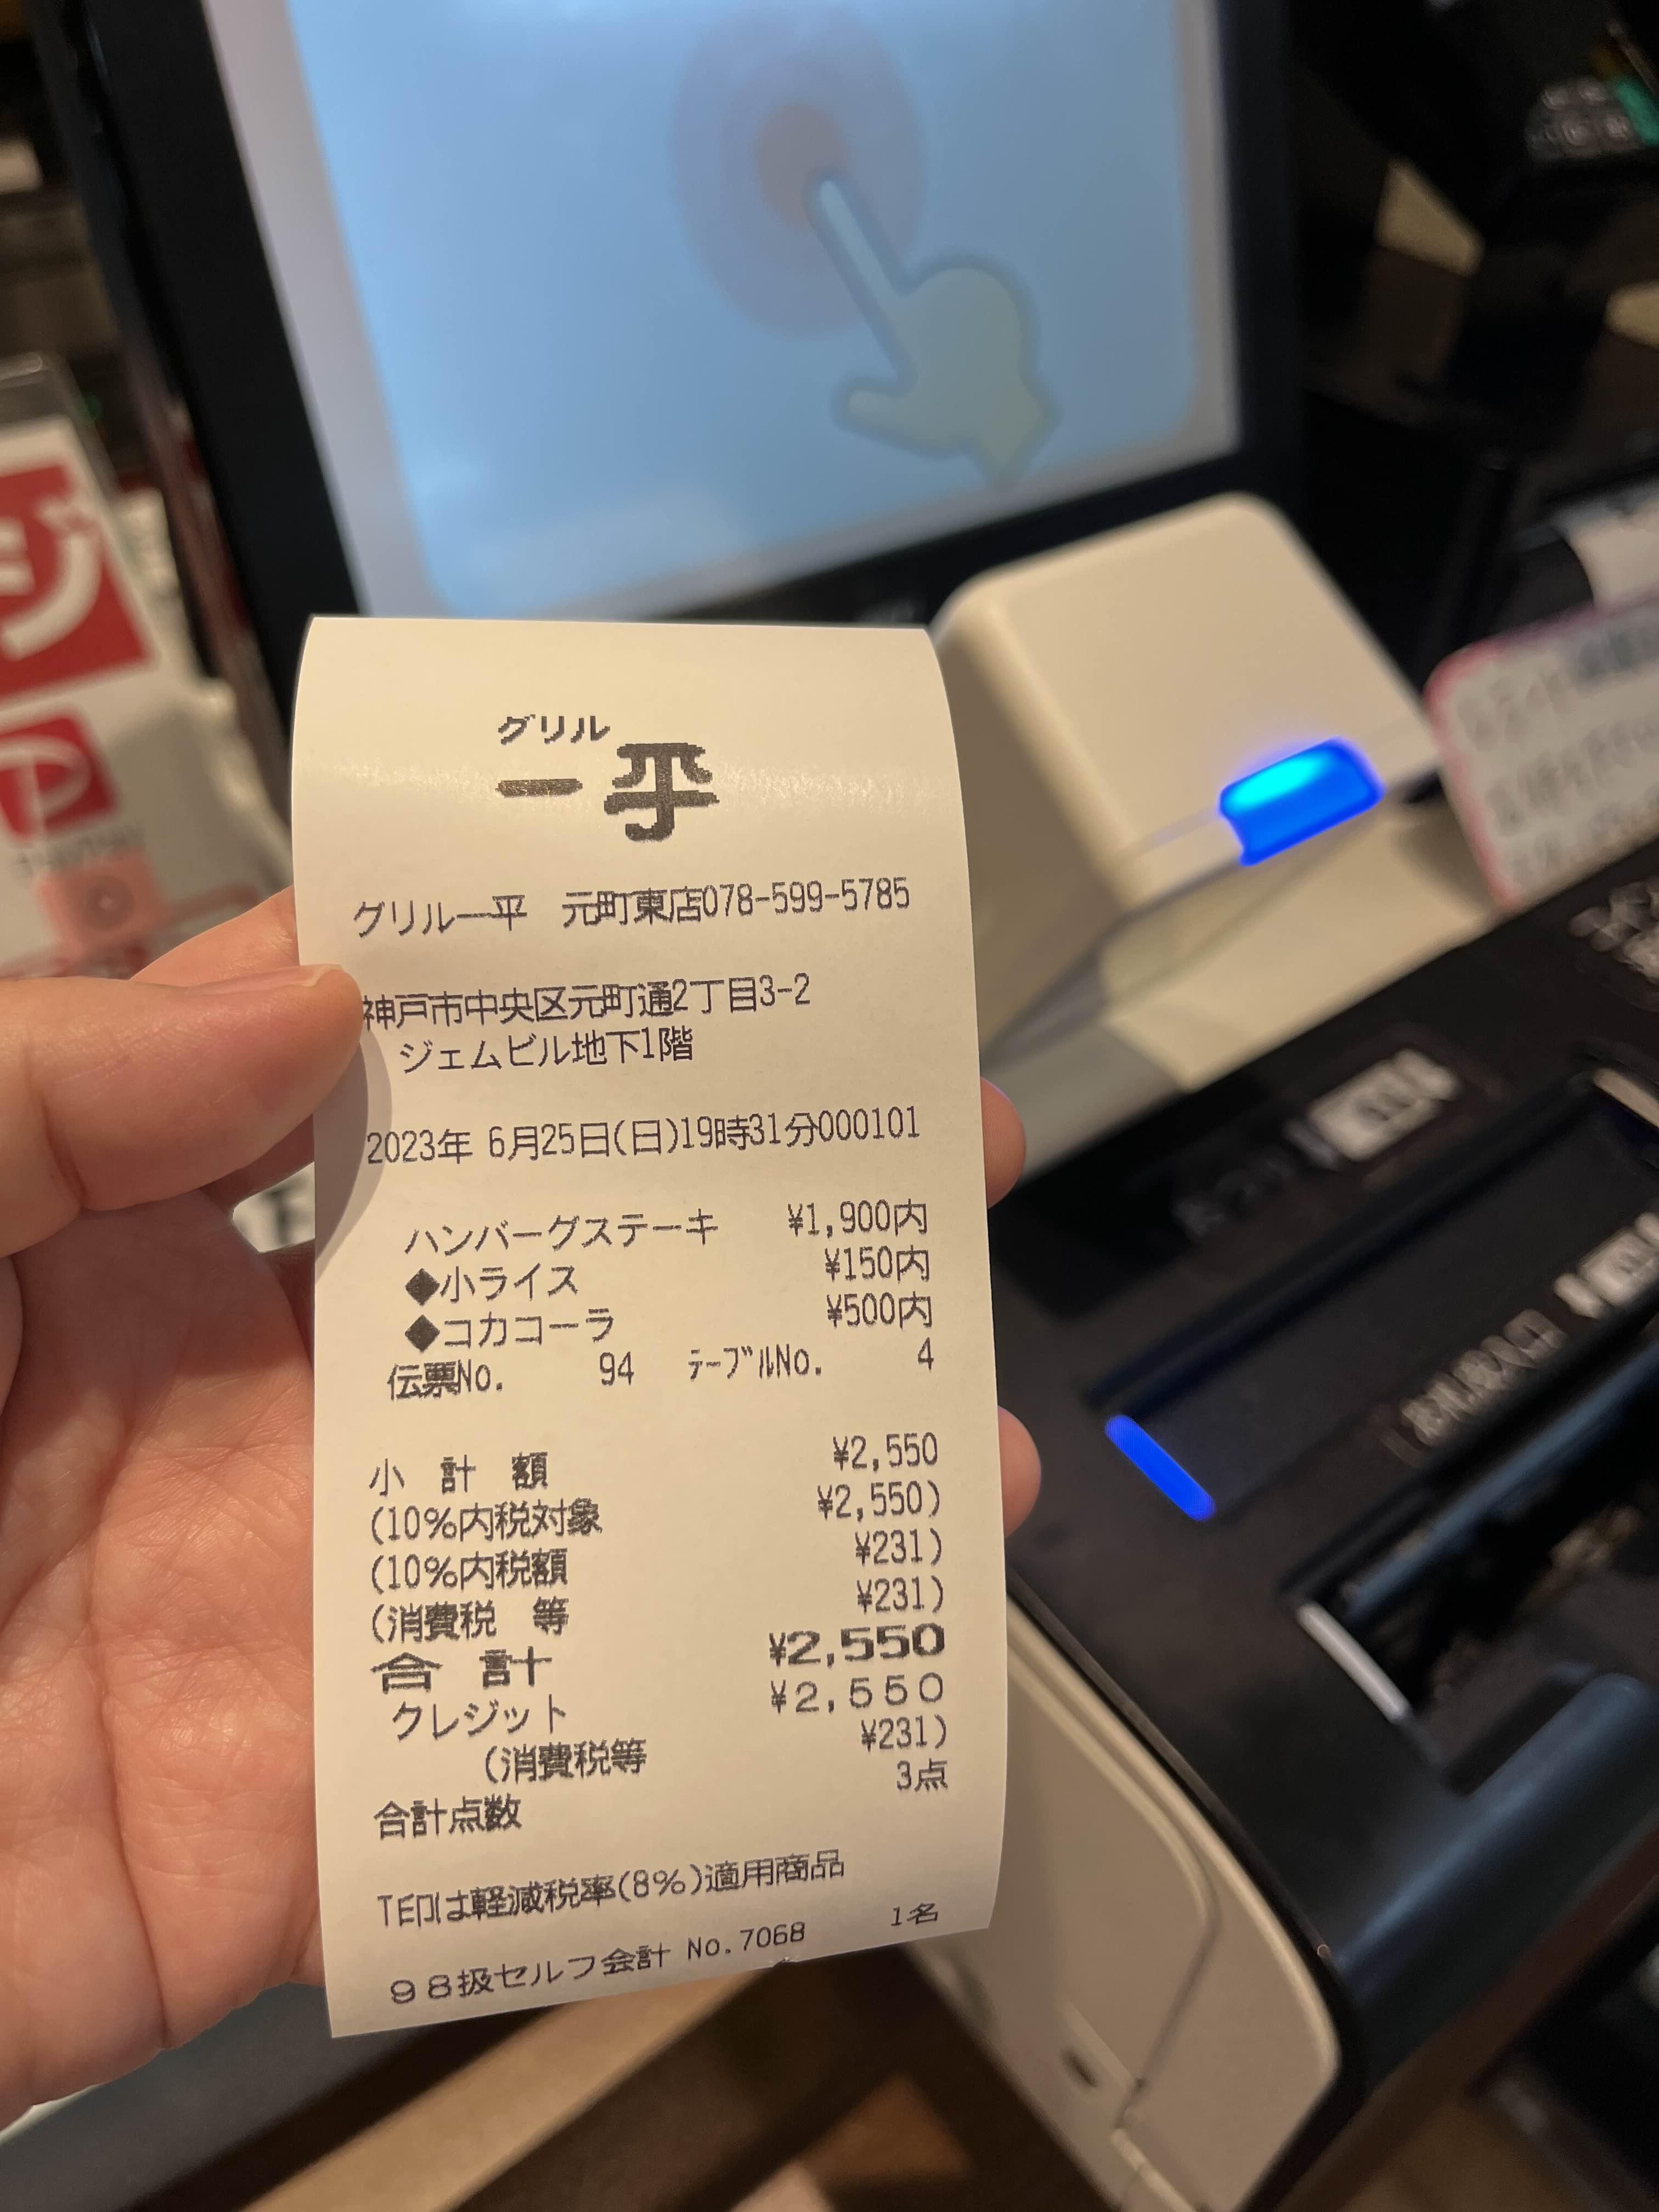 グリル
一平
グリル一平 元町東店078-599-5785
神戸市中央区元町通2丁目3-2
ジェムビル地下1階
2023年 6月25日(日)19時31分000101
ハンバーグステーキ ¥1,900内
◆小ライス ¥150内
◆コカコーラ ¥500内
伝票No. 94 テーブルNo. 4
小 計 額 ¥2,550
(10%内税対象 ¥2,550)
(10%内税額 ¥231)
(消費税 等 ¥231)
合 計 ¥2,550
クレジット ¥2,550
(消費税等 ¥231)
合計点数 3点
T印は軽減税率(8%)適用商品
98扱セルフ会計 No.7068 1名
ジ